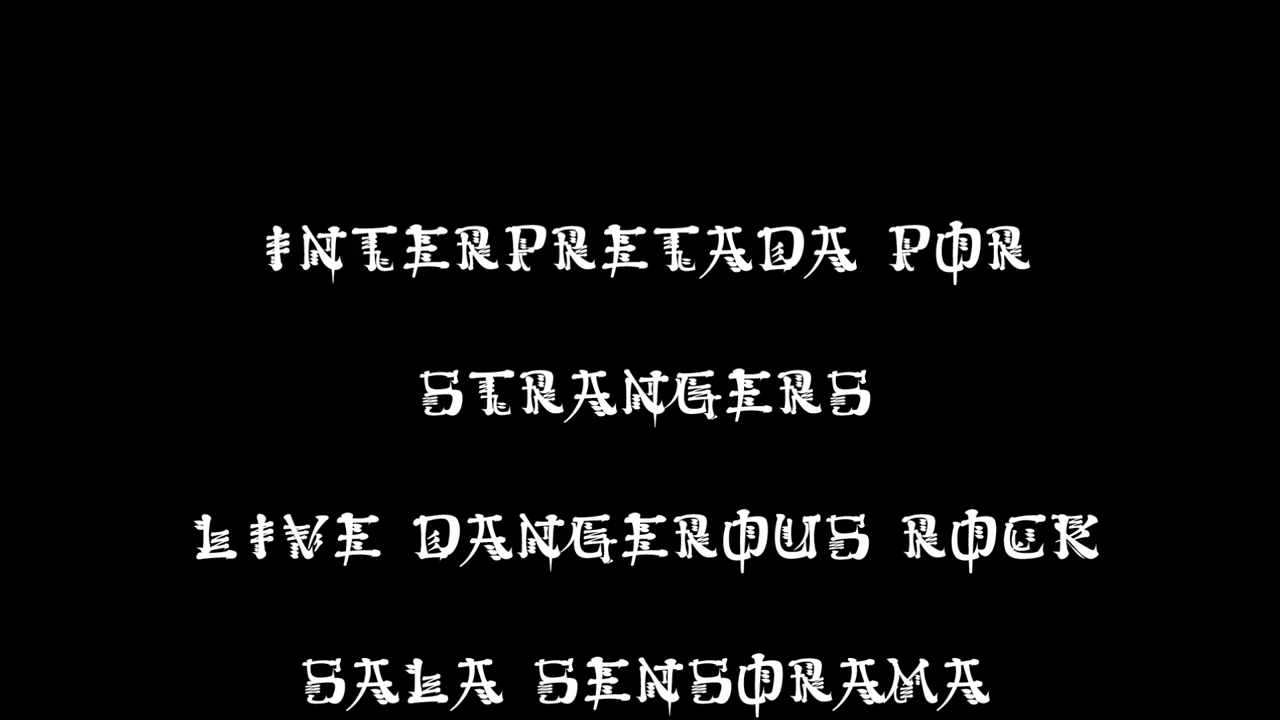 INTERPRETADA POR
STRANGERS
LIVE DANGEROUS ROCK
SALA SENSORAMA